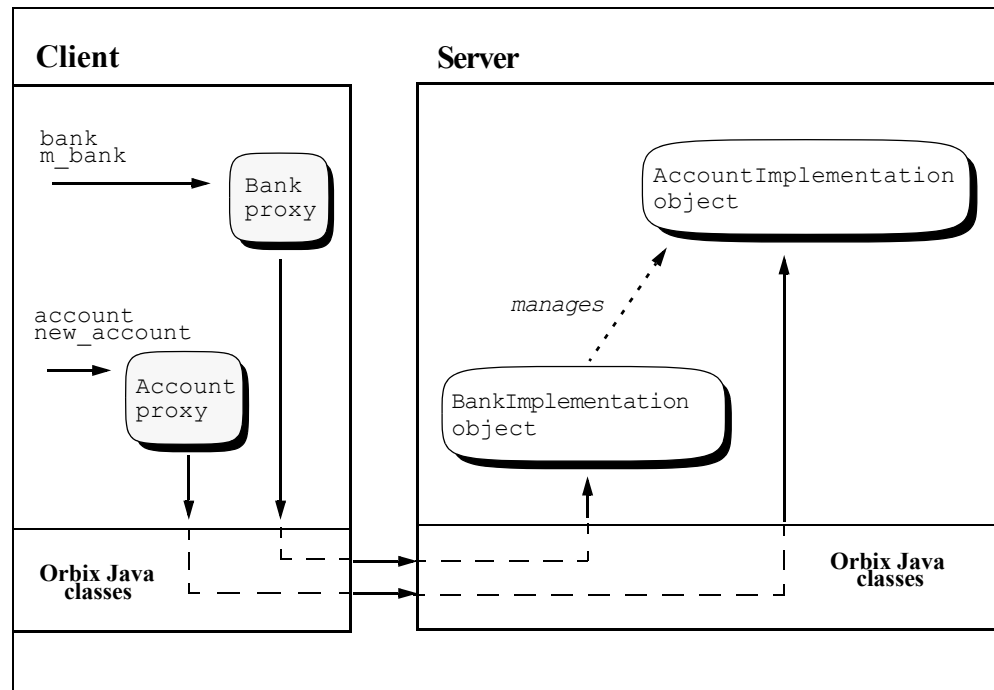 Client
Server
bank
m_bank
Bank
proxy
AccountImplementation
object
manages
account
new_account
Account
proxy
BankImplementation
object
Orbix Java
classes
Orbix Java
classes